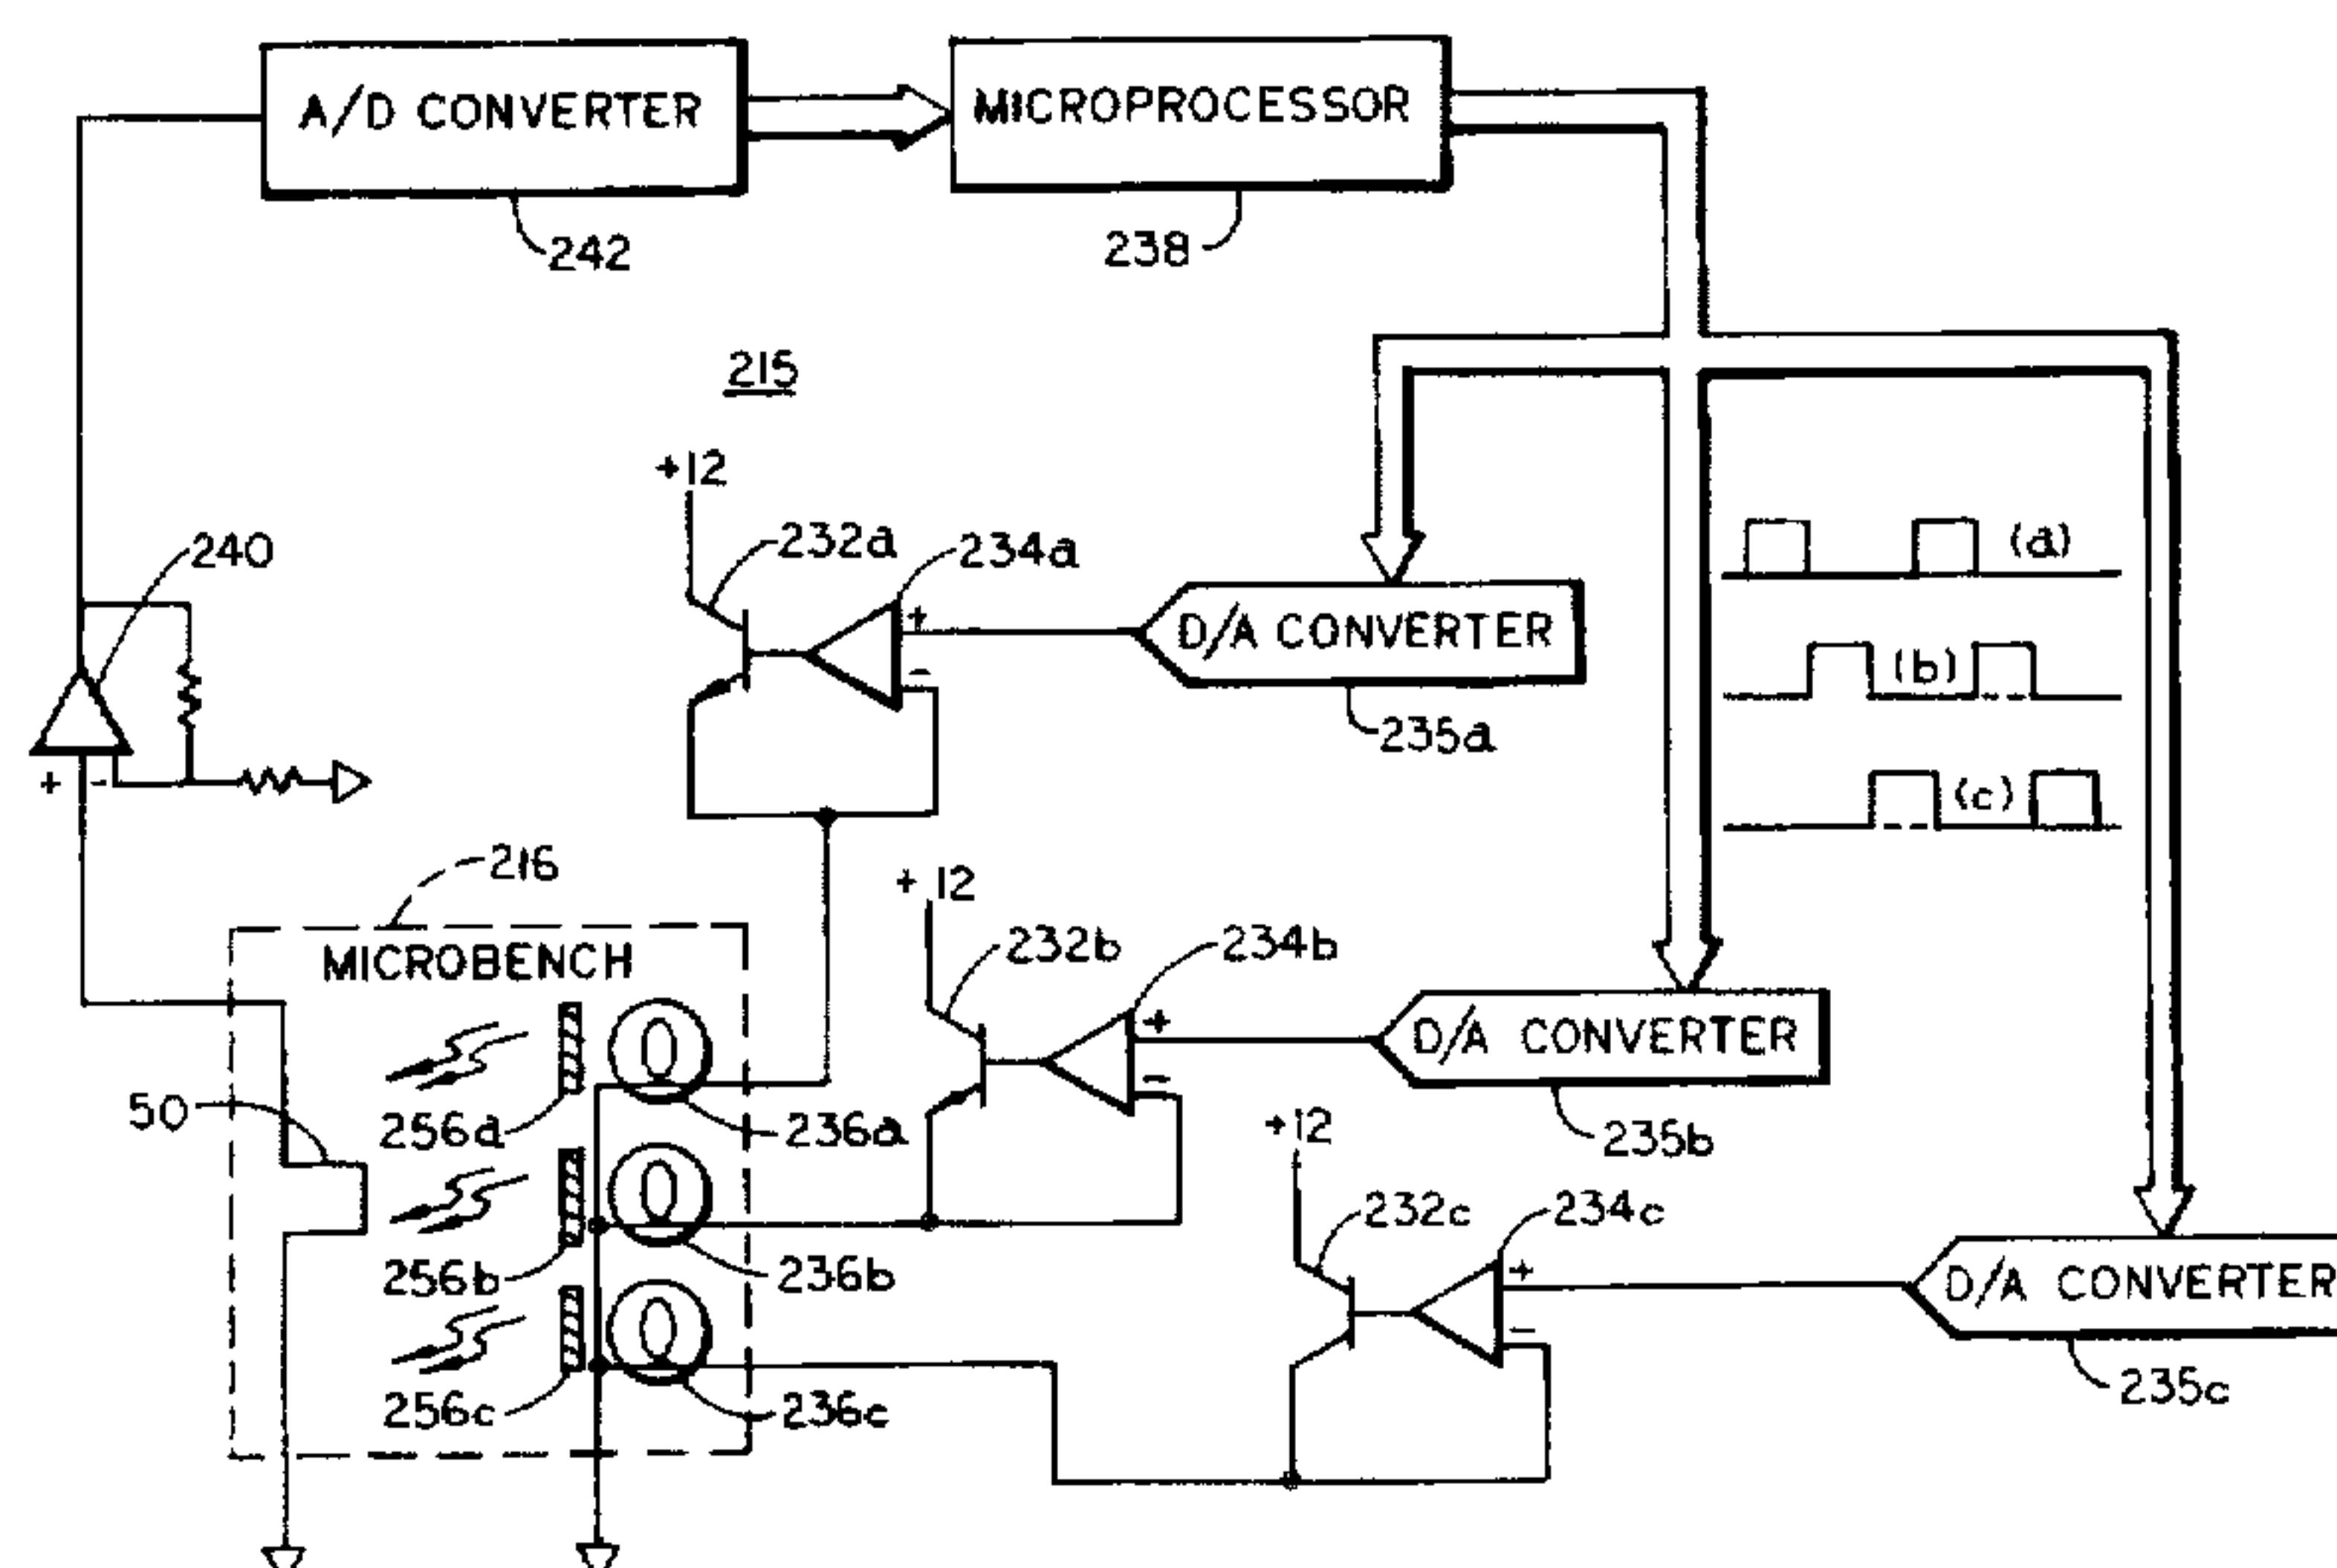 A/D CONVERTER
MICROPROCESSOR
242
238
215
+12
232a
234a
+
-
D/A CONVERTER
235a
(a)
(b)
(c)
240
+ -
216
MICROBENCH
+12
232b
234b
+
-
D/A CONVERTER
235b
50
256a
236a
256b
236b
256c
236c
+12
232c
234c
+
-
D/A CONVERTER
235c